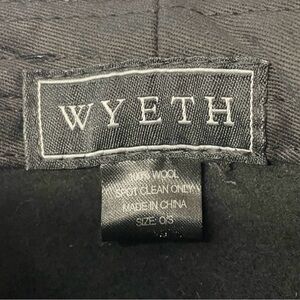 WYETH
100% WOOL
SPOT CLEAN ONLY
MADE IN CHINA
SIZE: O/S